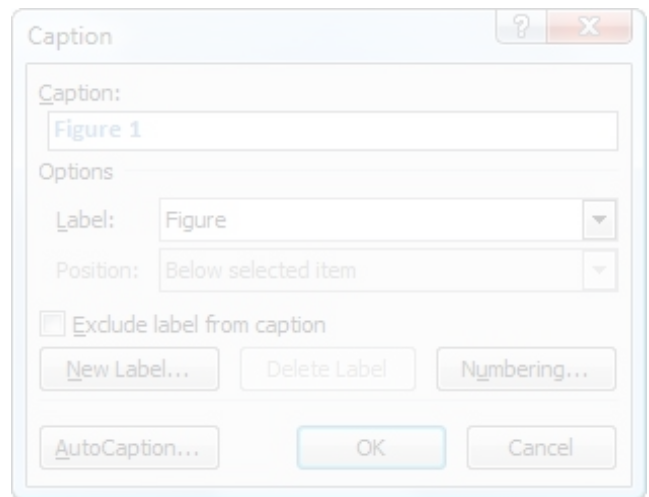 Caption
Caption:
Figure 1
Options
Label: Figure
Position: Below selected item
Exclude label from caption
New Label... Delete Label Numbering...
AutoCaption... OK Cancel